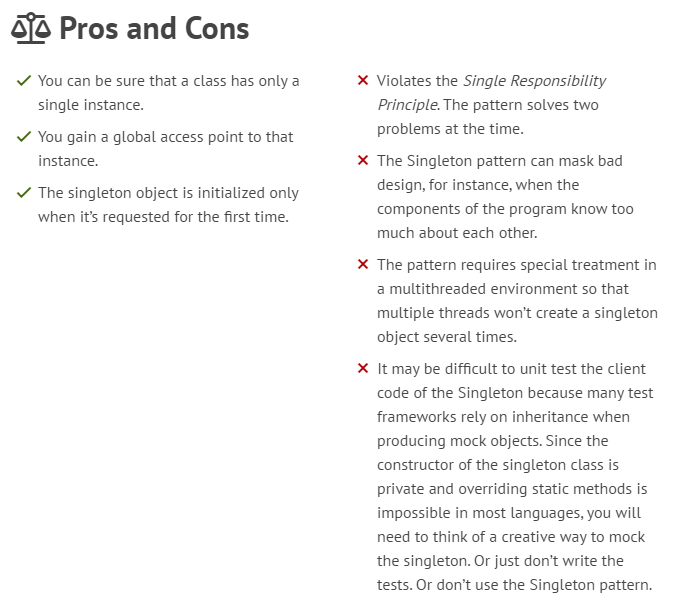 Pros and Cons
You can be sure that a class has only a
single instance.
You gain a global access point to that
instance.
The singleton object is initialized only
when it’s requested for the first time.
Violates the Single Responsibility
Principle. The pattern solves two
problems at the time.
The Singleton pattern can mask bad
design, for instance, when the
components of the program know too
much about each other.
The pattern requires special treatment in
a multithreaded environment so that
multiple threads won’t create a singleton
object several times.
It may be difficult to unit test the client
code of the Singleton because many test
frameworks rely on inheritance when
producing mock objects. Since the
constructor of the singleton class is
private and overriding static methods is
impossible in most languages, you will
need to think of a creative way to mock
the singleton. Or just don’t write the
tests. Or don’t use the Singleton pattern.